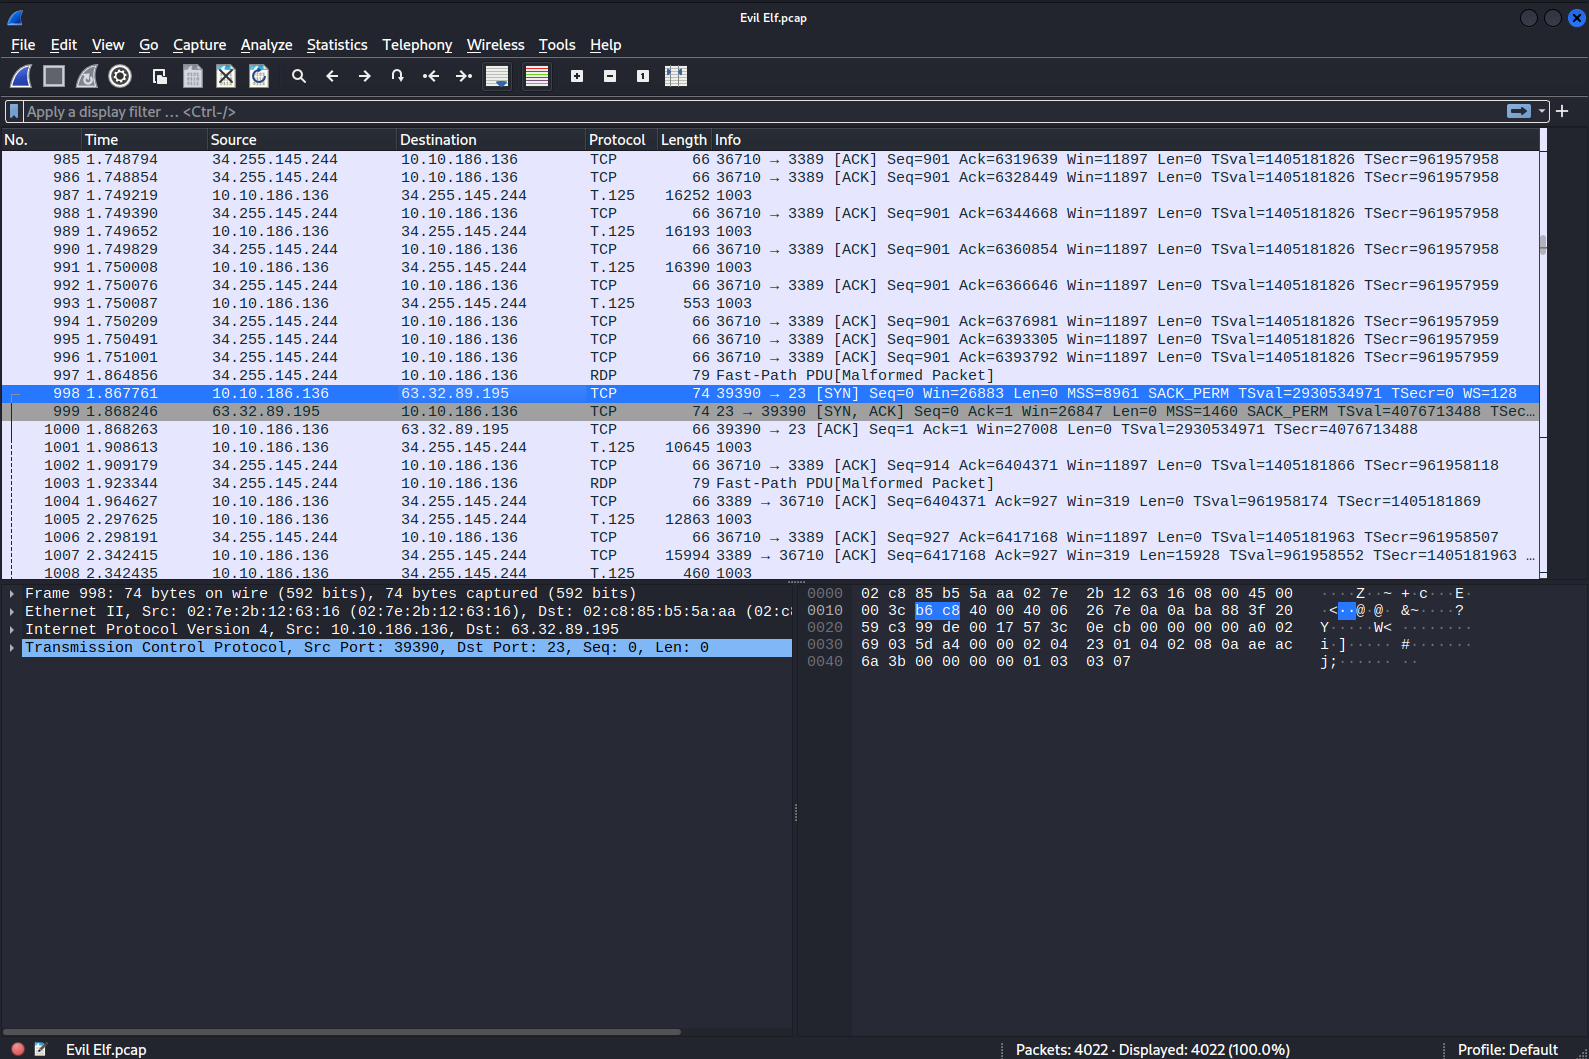 Evil Elf.pcap
File Edit View Go Capture Analyze Statistics Telephony Wireless Tools Help
Apply a display filter … <Ctrl-/>
No. Time Source Destination Protocol Length Info
985 1.748794 34.255.145.244 10.10.186.136 TCP 66 36710 → 3389 [ACK] Seq=901 Ack=6319639 Win=11897 Len=0 TSval=1405181826 TSecr=961957958
986 1.748854 34.255.145.244 10.10.186.136 TCP 66 36710 → 3389 [ACK] Seq=901 Ack=6328449 Win=11897 Len=0 TSval=1405181826 TSecr=961957958
987 1.749219 10.10.186.136 34.255.145.244 T.125 16252 1003
988 1.749390 34.255.145.244 10.10.186.136 TCP 66 36710 → 3389 [ACK] Seq=901 Ack=6344668 Win=11897 Len=0 TSval=1405181826 TSecr=961957958
989 1.749652 10.10.186.136 34.255.145.244 T.125 16193 1003
990 1.749829 34.255.145.244 10.10.186.136 TCP 66 36710 → 3389 [ACK] Seq=901 Ack=6360854 Win=11897 Len=0 TSval=1405181826 TSecr=961957958
991 1.750008 10.10.186.136 34.255.145.244 T.125 16390 1003
992 1.750076 34.255.145.244 10.10.186.136 TCP 66 36710 → 3389 [ACK] Seq=901 Ack=6366646 Win=11897 Len=0 TSval=1405181826 TSecr=961957959
993 1.750087 10.10.186.136 34.255.145.244 T.125 553 1003
994 1.750209 34.255.145.244 10.10.186.136 TCP 66 36710 → 3389 [ACK] Seq=901 Ack=6376981 Win=11897 Len=0 TSval=1405181826 TSecr=961957959
995 1.750491 34.255.145.244 10.10.186.136 TCP 66 36710 → 3389 [ACK] Seq=901 Ack=6393305 Win=11897 Len=0 TSval=1405181826 TSecr=961957959
996 1.751001 34.255.145.244 10.10.186.136 TCP 66 36710 → 3389 [ACK] Seq=901 Ack=6393792 Win=11897 Len=0 TSval=1405181826 TSecr=961957959
997 1.864856 34.255.145.244 10.10.186.136 RDP 79 Fast-Path PDU[Malformed Packet]
998 1.867761 10.10.186.136 63.32.89.195 TCP 74 39390 → 23 [SYN] Seq=0 Win=26883 Len=0 MSS=8961 SACK_PERM TSval=2930534971 TSecr=0 WS=128
999 1.868246 63.32.89.195 10.10.186.136 TCP 74 23 → 39390 [SYN, ACK] Seq=0 Ack=1 Win=26847 Len=0 MSS=1460 SACK_PERM TSval=4076713488 TSec…
1000 1.868263 10.10.186.136 63.32.89.195 TCP 66 39390 → 23 [ACK] Seq=1 Ack=1 Win=27008 Len=0 TSval=2930534971 TSecr=4076713488
1001 1.908613 10.10.186.136 34.255.145.244 T.125 10645 1003
1002 1.909179 34.255.145.244 10.10.186.136 TCP 66 36710 → 3389 [ACK] Seq=914 Ack=6404371 Win=11897 Len=0 TSval=1405181866 TSecr=961958118
1003 1.923344 34.255.145.244 10.10.186.136 RDP 79 Fast-Path PDU[Malformed Packet]
1004 1.964627 10.10.186.136 34.255.145.244 TCP 66 3389 → 36710 [ACK] Seq=6404371 Ack=927 Win=319 Len=0 TSval=961958174 TSecr=1405181869
1005 2.297625 10.10.186.136 34.255.145.244 T.125 12863 1003
1006 2.298191 34.255.145.244 10.10.186.136 TCP 66 36710 → 3389 [ACK] Seq=927 Ack=6417168 Win=11897 Len=0 TSval=1405181963 TSecr=961958507
1007 2.342415 10.10.186.136 34.255.145.244 TCP 15994 3389 → 36710 [ACK] Seq=6417168 Ack=927 Win=319 Len=15928 TSval=961958552 TSecr=1405181963 …
1008 2.342435 10.10.186.136 34.255.145.244 T.125 460 1003
Frame 998: 74 bytes on wire (592 bits), 74 bytes captured (592 bits)
Ethernet II, Src: 02:7e:2b:12:63:16 (02:7e:2b:12:63:16), Dst: 02:c8:85:b5:5a:aa (02:c8
Internet Protocol Version 4, Src: 10.10.186.136, Dst: 63.32.89.195
Transmission Control Protocol, Src Port: 39390, Dst Port: 23, Seq: 0, Len: 0
0000 02 c8 85 b5 5a aa 02 7e 2b 12 63 16 08 00 45 00 ····Z··~ +·c···E·
0010 00 3c b6 c8 40 00 40 06 26 7e 0a 0a ba 88 3f 20 ·<··@·@· &~····?
0020 59 c3 99 de 00 17 57 3c 0e cb 00 00 00 00 a0 02 Y·····W< ········
0030 69 03 5d a4 00 00 02 04 23 01 04 02 08 0a ae ac i·]····· #·······
0040 6a 3b 00 00 00 00 01 03 03 07 j;······ ··
Evil Elf.pcap Packets: 4022 · Displayed: 4022 (100.0%) Profile: Default